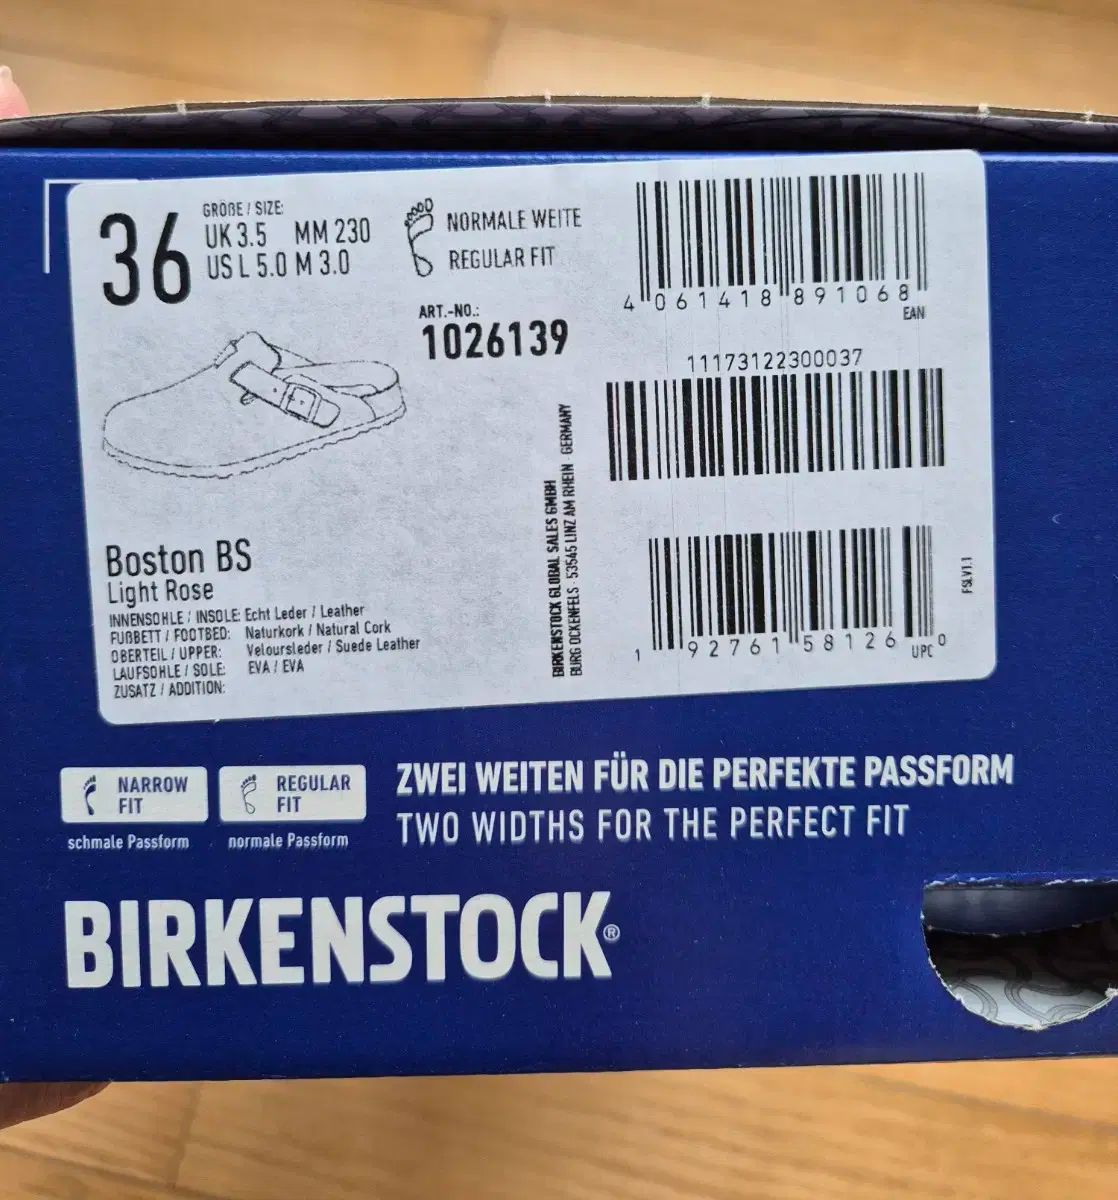 36
GRÖßE / SIZE:
UK 3.5 MM 230
US L 5.0 M 3.0
NORMALE WEITE
REGULAR FIT
ART.-NO.:
1026139
4 061418 891068
EAN
11173122300037
1 92761 58126 0
UPC
FSLV1.1
BIRKENSTOCK GLOBAL SALES GMBH
BURG OCKENFELS · 53545 LINZ AM RHEIN · GERMANY
Boston BS
Light Rose
INNENSOHLE / INSOLE: Echt Leder / Leather
FUßBETT / FOOTBED: Naturkork / Natural Cork
OBERTEIL / UPPER: Veloursleder / Suede Leather
LAUFSOHLE / SOLE: EVA / EVA
ZUSATZ / ADDITION:
NARROW
FIT
schmale Passform
REGULAR
FIT
normale Passform
ZWEI WEITEN FÜR DIE PERFEKTE PASSFORM
TWO WIDTHS FOR THE PERFECT FIT
BIRKENSTOCK®